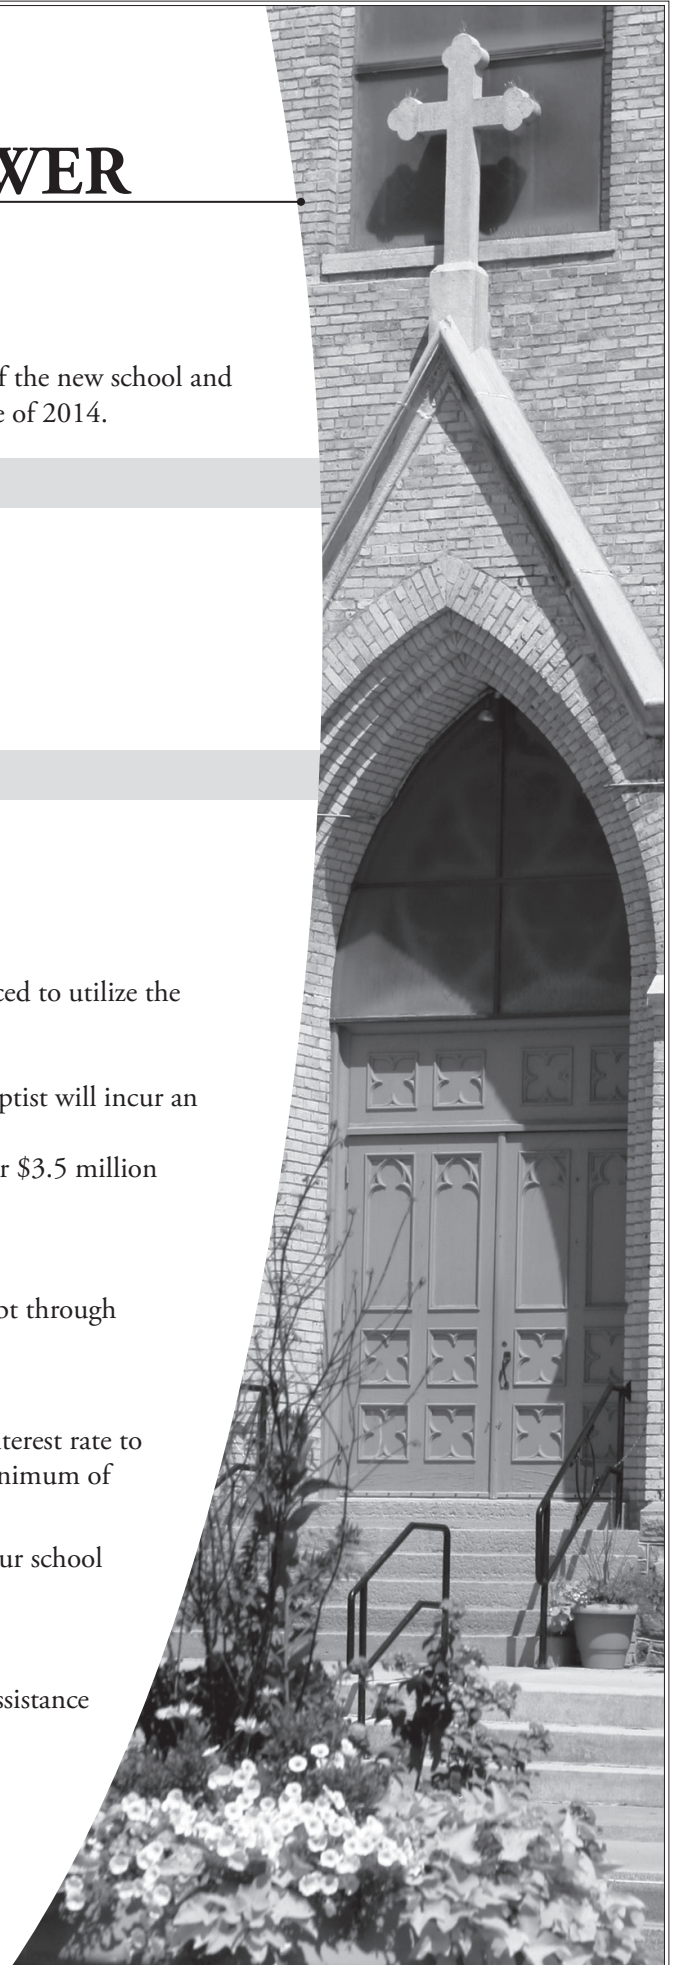 WER
f the new school and
e of 2014.
ced to utilize the
ptist will incur an
r $3.5 million
bt through
terest rate to
nimum of
ur school
ssistance